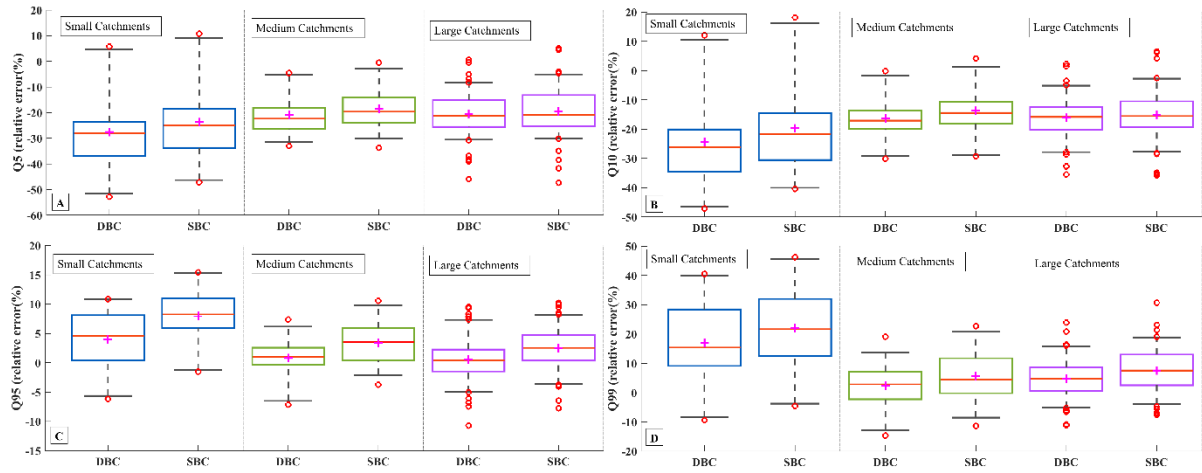 Q5 (relative error(%)
20
10
0
-10
-20
-30
-40
-50
-60
Small Catchments
Medium Catchments
Large Catchments
A
DBC SBC DBC SBC DBC SBC
Q10 (relative error(%)
20
10
0
-10
-20
-30
-40
-50
Small Catchments
Medium Catchments
Large Catchments
B
DBC SBC DBC SBC DBC SBC
Q95 (relative error(%)
20
15
10
5
0
-5
-10
-15
Small Catchments
Medium Catchments
Large Catchments
C
DBC SBC DBC SBC DBC SBC
Q99 (relative error(%)
50
40
30
20
10
0
-10
-20
Small Catchments
Medium Catchments
Large Catchments
D
DBC SBC DBC SBC DBC SBC